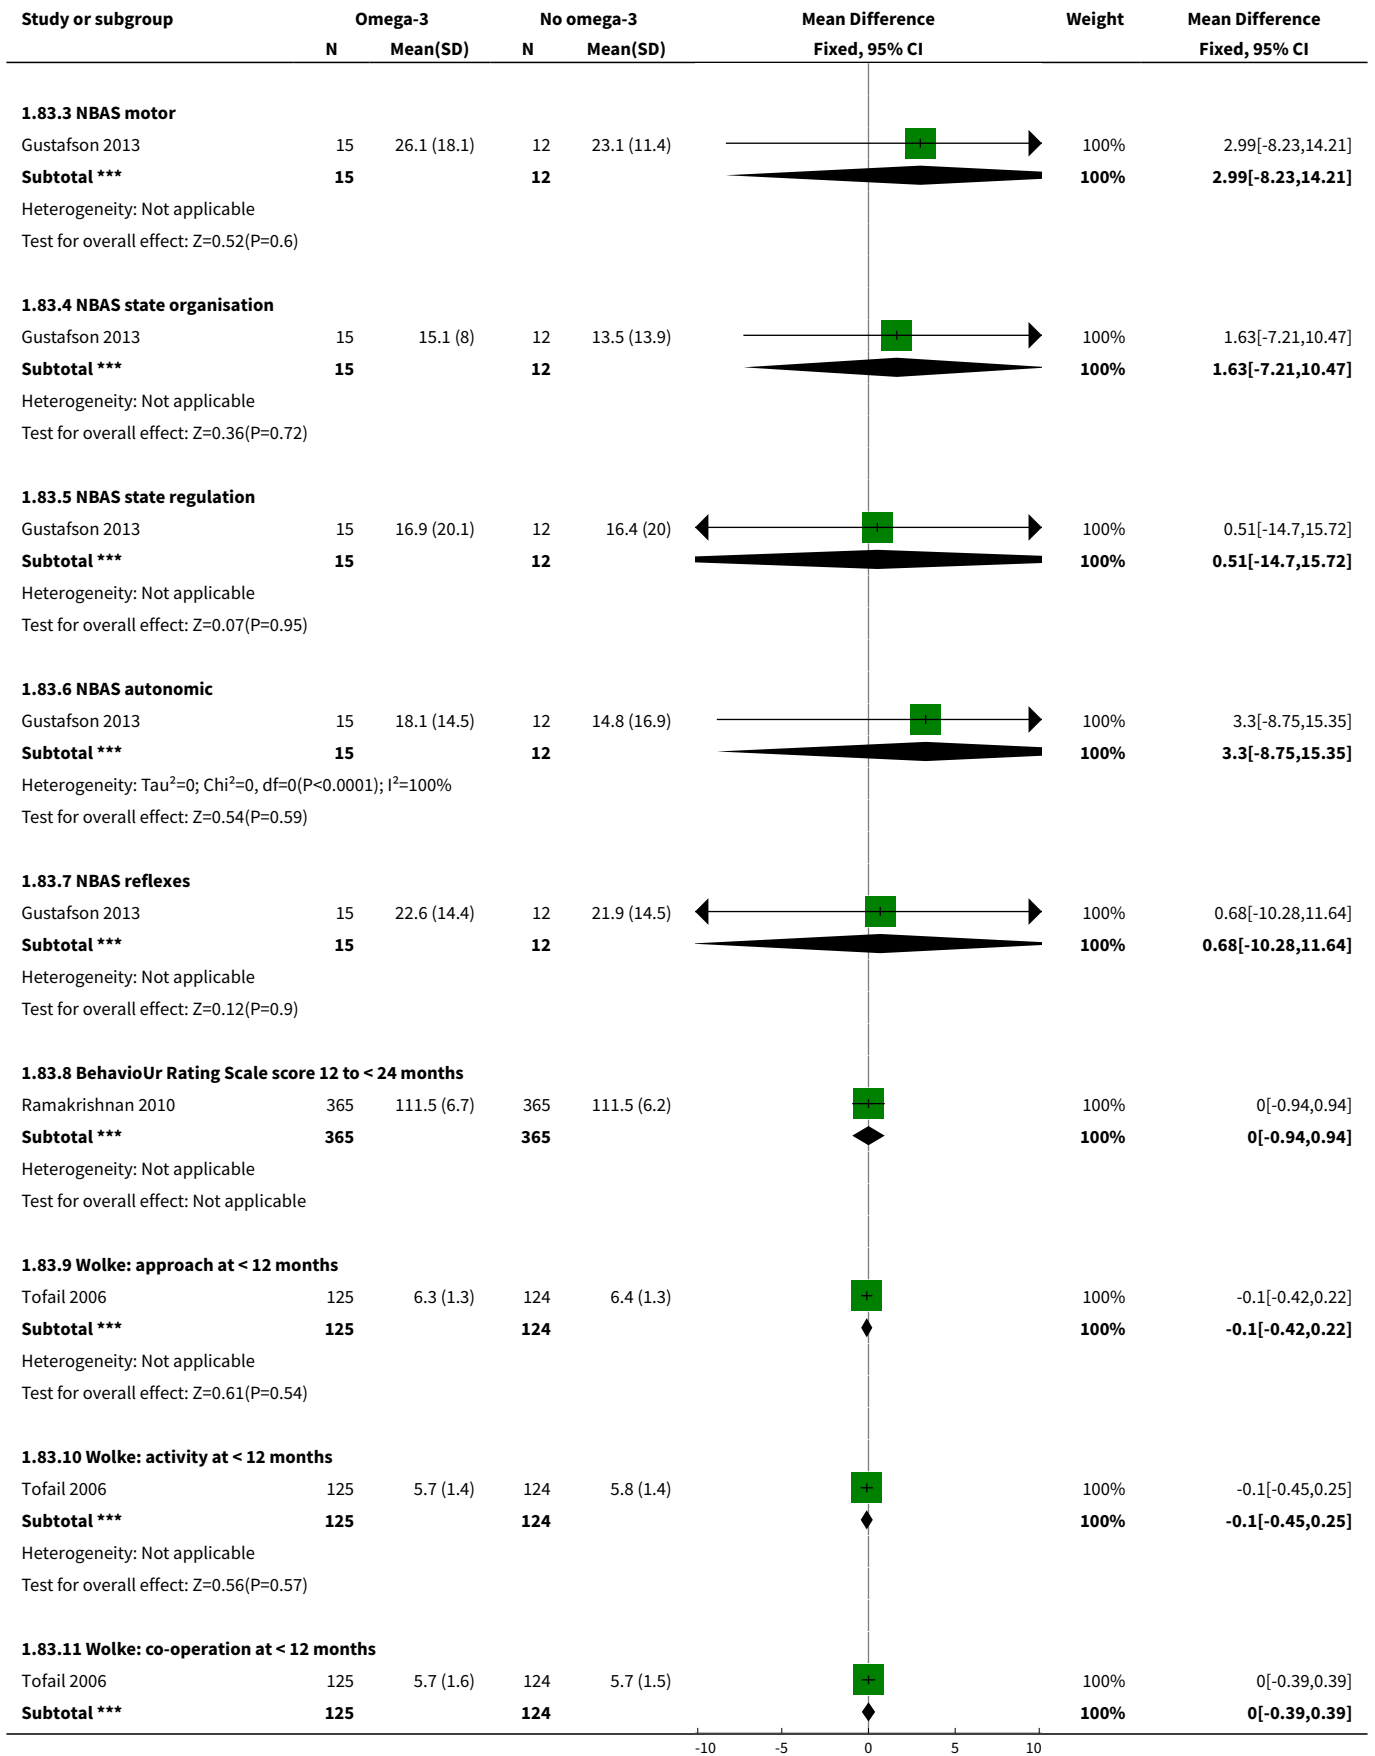 Study or subgroup Omega-3 No omega-3 Mean Difference Weight Mean Difference
N Mean(SD) N Mean(SD) Fixed, 95% CI Fixed, 95% CI
1.83.3 NBAS motor
Gustafson 2013 15 26.1 (18.1) 12 23.1 (11.4) 100% 2.99[-8.23,14.21]
Subtotal *** 15 12 100% 2.99[-8.23,14.21]
Heterogeneity: Not applicable
Test for overall effect: Z=0.52(P=0.6)
1.83.4 NBAS state organisation
Gustafson 2013 15 15.1 (8) 12 13.5 (13.9) 100% 1.63[-7.21,10.47]
Subtotal *** 15 12 100% 1.63[-7.21,10.47]
Heterogeneity: Not applicable
Test for overall effect: Z=0.36(P=0.72)
1.83.5 NBAS state regulation
Gustafson 2013 15 16.9 (20.1) 12 16.4 (20) 100% 0.51[-14.7,15.72]
Subtotal *** 15 12 100% 0.51[-14.7,15.72]
Heterogeneity: Not applicable
Test for overall effect: Z=0.07(P=0.95)
1.83.6 NBAS autonomic
Gustafson 2013 15 18.1 (14.5) 12 14.8 (16.9) 100% 3.3[-8.75,15.35]
Subtotal *** 15 12 100% 3.3[-8.75,15.35]
Heterogeneity: Tau²=0; Chi²=0, df=0(P<0.0001); I²=100%
Test for overall effect: Z=0.54(P=0.59)
1.83.7 NBAS reflexes
Gustafson 2013 15 22.6 (14.4) 12 21.9 (14.5) 100% 0.68[-10.28,11.64]
Subtotal *** 15 12 100% 0.68[-10.28,11.64]
Heterogeneity: Not applicable
Test for overall effect: Z=0.12(P=0.9)
1.83.8 BehavioUr Rating Scale score 12 to < 24 months
Ramakrishnan 2010 365 111.5 (6.7) 365 111.5 (6.2) 100% 0[-0.94,0.94]
Subtotal *** 365 365 100% 0[-0.94,0.94]
Heterogeneity: Not applicable
Test for overall effect: Not applicable
1.83.9 Wolke: approach at < 12 months
Tofail 2006 125 6.3 (1.3) 124 6.4 (1.3) 100% -0.1[-0.42,0.22]
Subtotal *** 125 124 100% -0.1[-0.42,0.22]
Heterogeneity: Not applicable
Test for overall effect: Z=0.61(P=0.54)
1.83.10 Wolke: activity at < 12 months
Tofail 2006 125 5.7 (1.4) 124 5.8 (1.4) 100% -0.1[-0.45,0.25]
Subtotal *** 125 124 100% -0.1[-0.45,0.25]
Heterogeneity: Not applicable
Test for overall effect: Z=0.56(P=0.57)
1.83.11 Wolke: co-operation at < 12 months
Tofail 2006 125 5.7 (1.6) 124 5.7 (1.5) 100% 0[-0.39,0.39]
Subtotal *** 125 124 100% 0[-0.39,0.39]
-10 -5 0 5 10